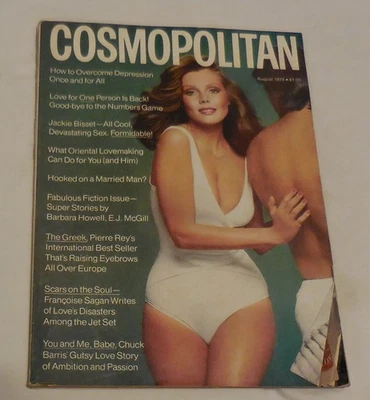 COSMOPOLITAN
August 1974 • $1.00
How to Overcome Depression
Once and for All
Love for One Person Is Back!
Good-bye to the Numbers Game
Jackie Bisset—All Cool,
Devastating Sex. Formidable!
What Oriental Lovemaking
Can Do for You (and Him)
Hooked on a Married Man?
Fabulous Fiction Issue—
Super Stories by
Barbara Howell, E.J. McGill
The Greek, Pierre Rey's
International Best Seller
That's Raising Eyebrows
All Over Europe
Scars on the Soul—
Françoise Sagan Writes
of Love's Disasters
Among the Jet Set
You and Me, Babe, Chuck
Barris' Gutsy Love Story
of Ambition and Passion